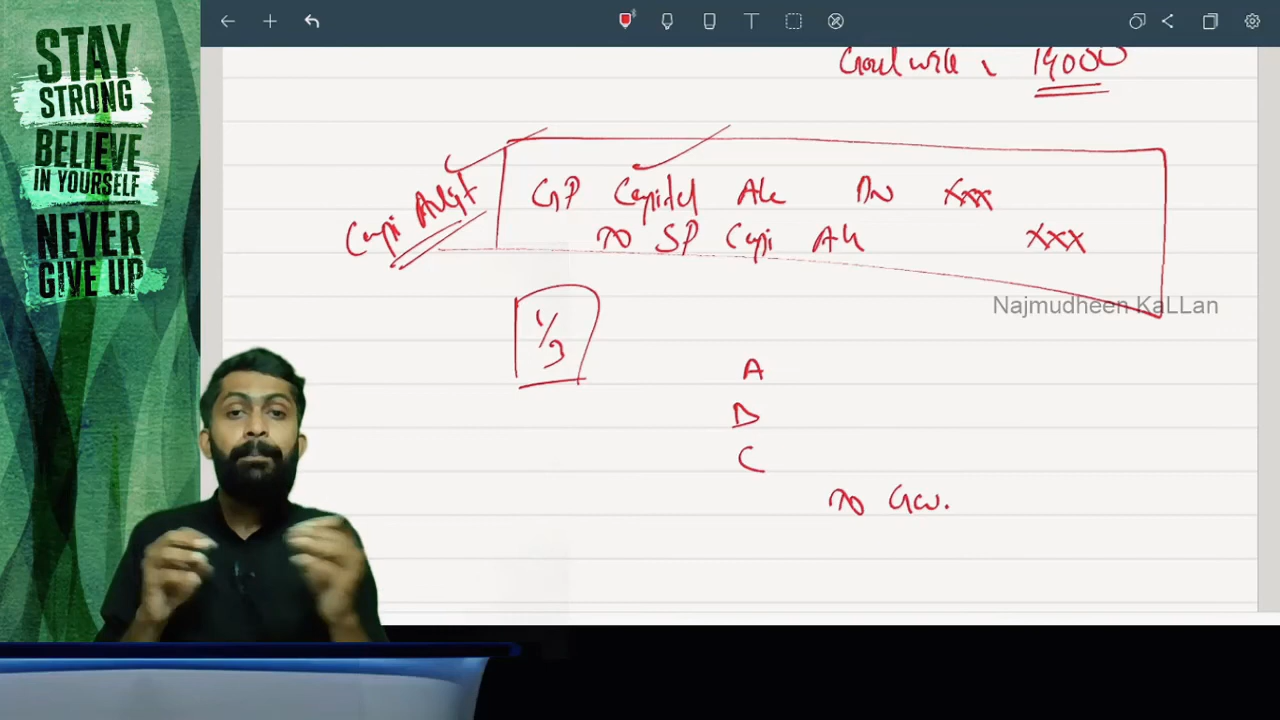 STAY
STRONG
BELIEVE
IN YOURSELF
NEVER
GIVE UP
Goodwill 14000
Capi Adjt
GP Capital A/c Dr xxx
To SP Capi A/c xxx
Najmudheen KaLLan
1/3
A
B
C
To GW.